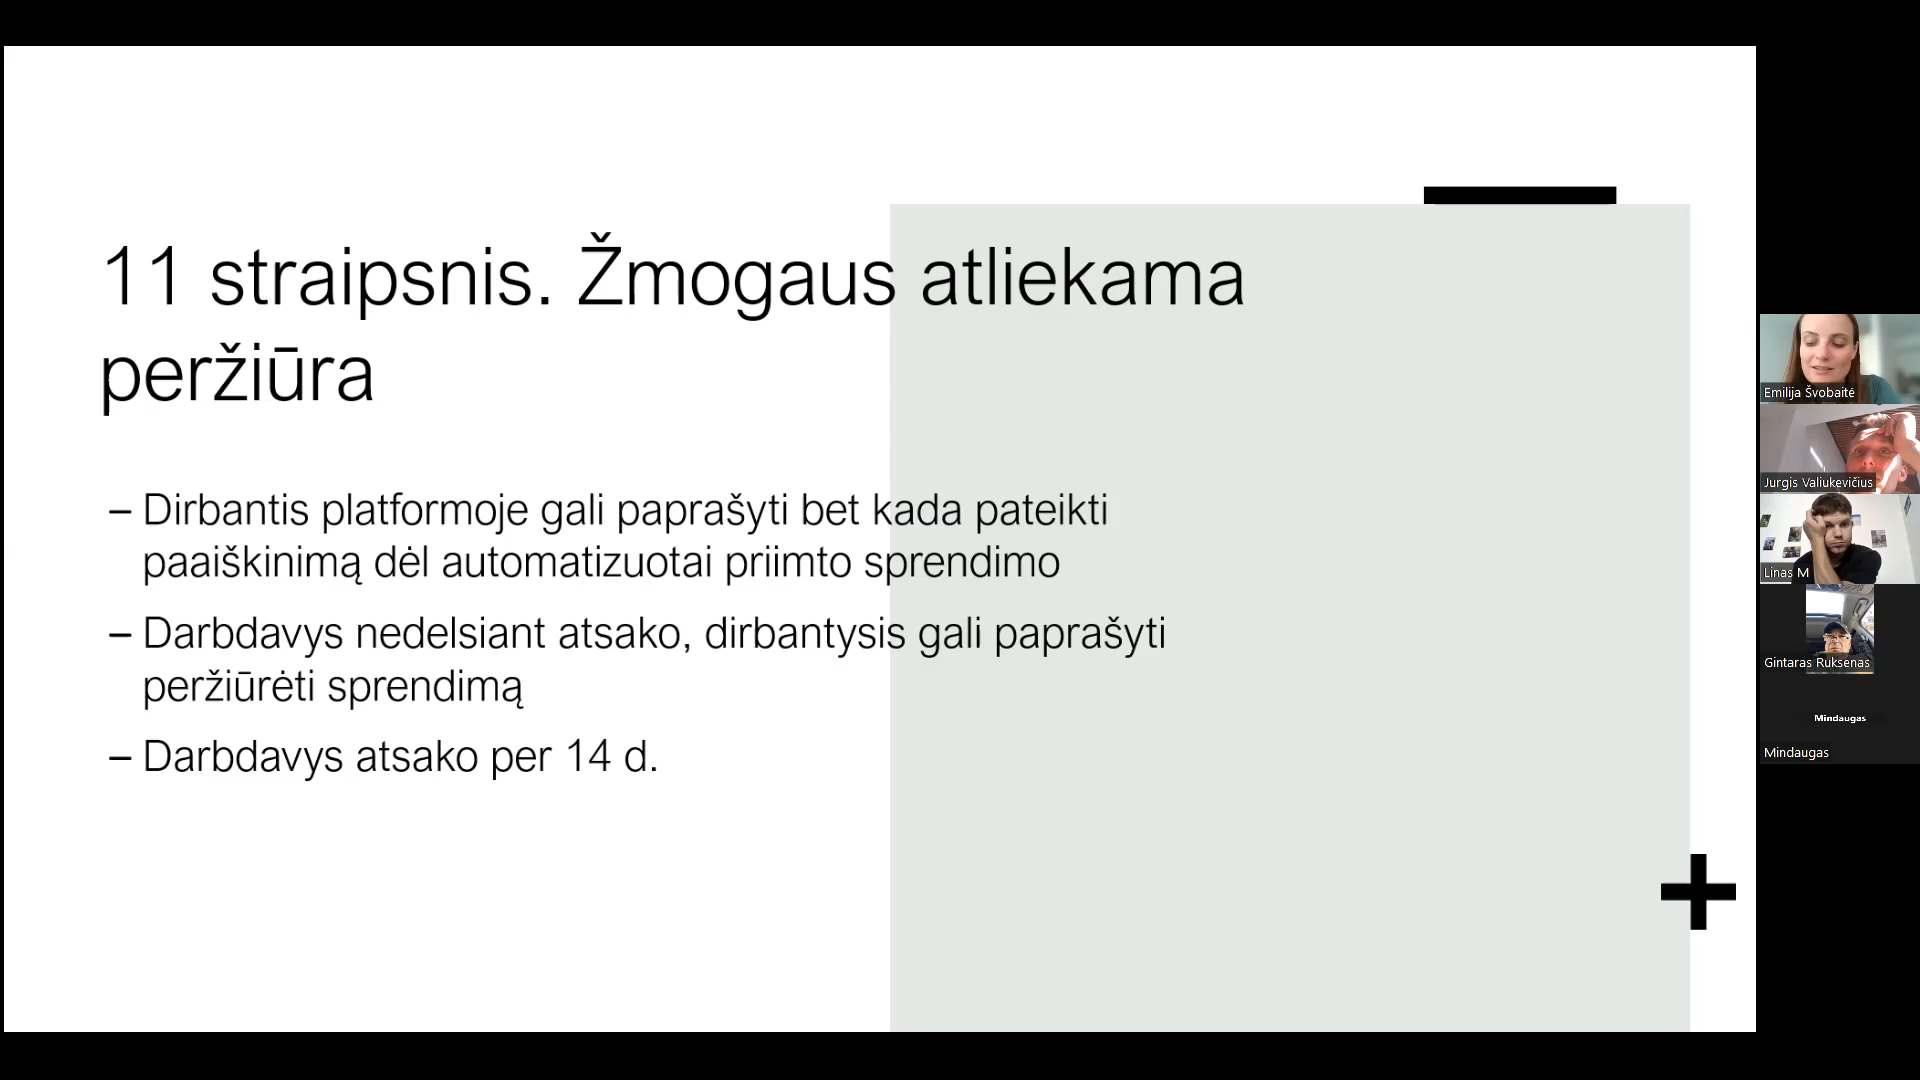 11 straipsnis. Žmogaus atliekama
peržiūra
– Dirbantis platformoje gali paprašyti bet kada pateikti
paaiškinimą dėl automatizuotai priimto sprendimo
– Darbdavys nedelsiant atsako, dirbantysis gali paprašyti
peržiūrėti sprendimą
– Darbdavys atsako per 14 d.
Emilija Švobaitė
Jurgis Valiukevičius
Linas M
Gintaras Ruksenas
Mindaugas
Mindaugas